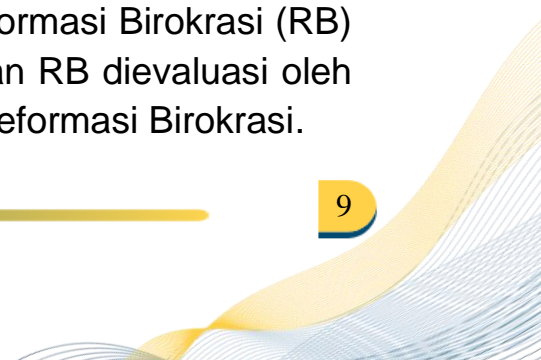 ormasi Birokrasi (RB)
an RB dievaluasi oleh
eformasi Birokrasi.
9